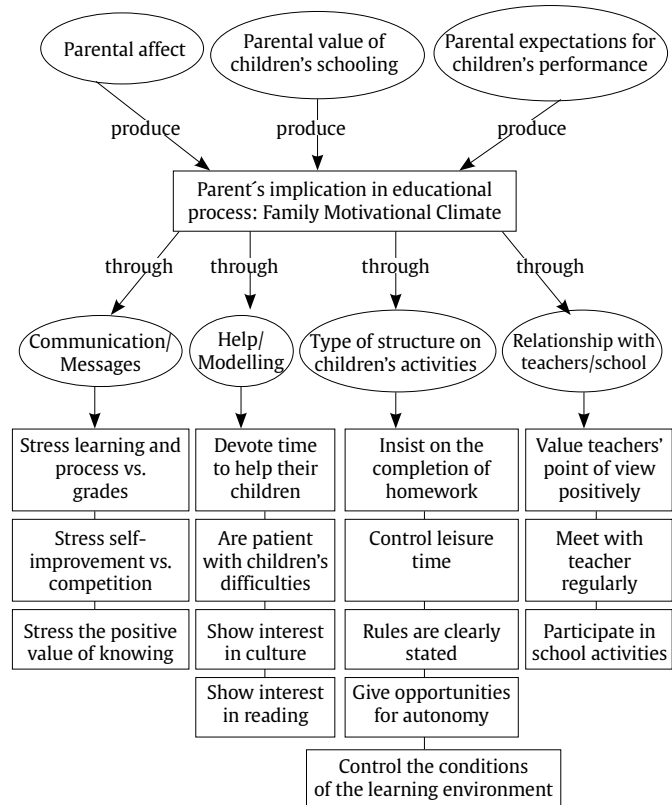 Parental affect
Parental value of
children's schooling
Parental expectations for
children's performance
produce
produce
produce
Parent´s implication in educational
process: Family Motivational Climate
through
through
through
through
Communication/
Messages
Help/
Modelling
Type of structure on
children's activities
Relationship with
teachers/school
Stress learning and
process vs.
grades
Stress self-
improvement vs.
competition
Stress the positive
value of knowing
Devote time
to help their
children
Are patient
with children's
difficulties
Show interest
in culture
Show interest
in reading
Insist on the
completion of
homework
Control leisure
time
Rules are clearly
stated
Give opportunities
for autonomy
Control the conditions
of the learning environment
Value teachers'
point of view
positively
Meet with
teacher
regularly
Participate in
school activities